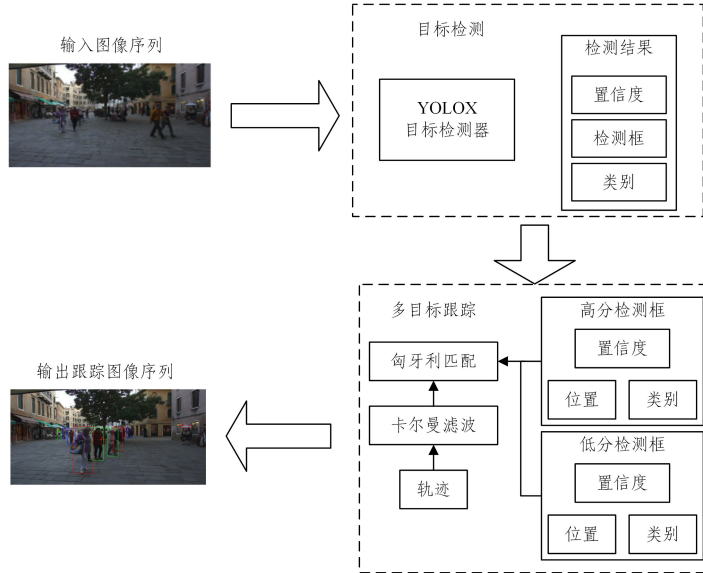 输入图像序列
目标检测
YOLOX
目标检测器
检测结果
置信度
检测框
类别
多目标跟踪
匈牙利匹配
卡尔曼滤波
轨迹
高分检测框
置信度
位置
类别
低分检测框
置信度
位置
类别
输出跟踪图像序列